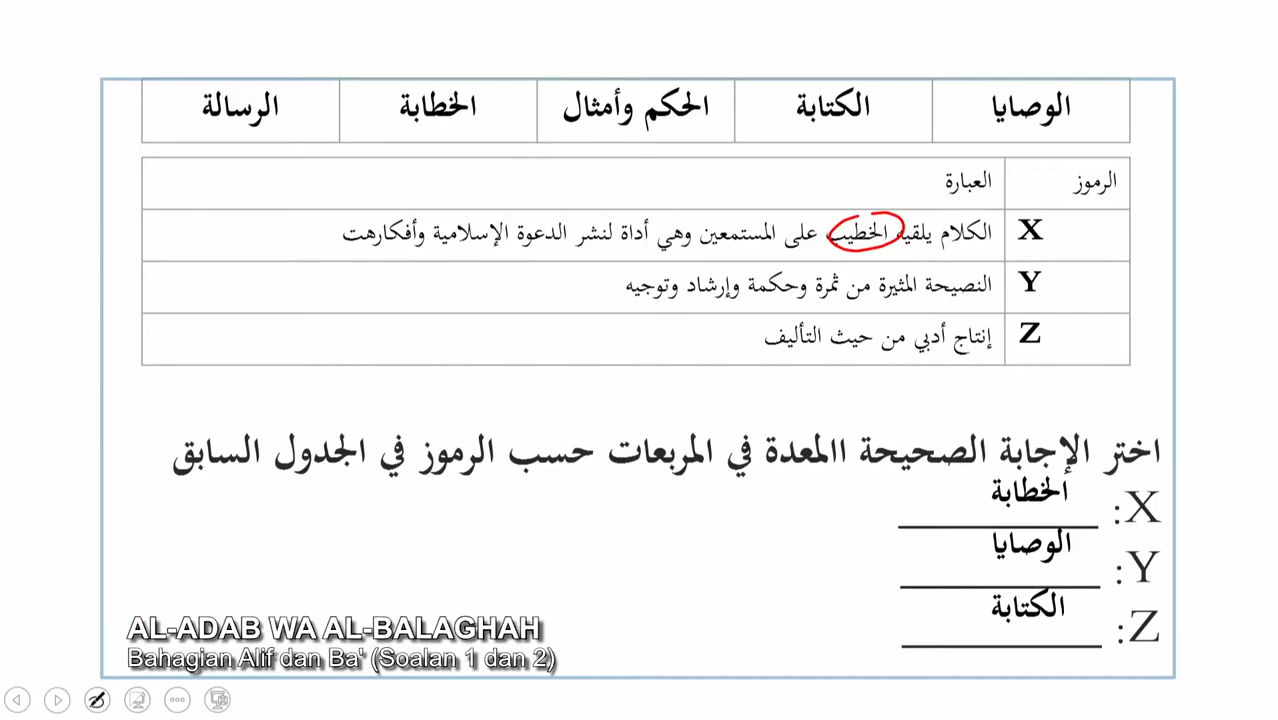 الوصايا الكتابة الحكم وأمثال الخطابة الرسالة
الرموز العبارة
X الكلام يلقيه الخطيب على المستمعين وهي أداة لنشر الدعوة الإسلامية وأفكارهت
Y النصيحة المثيرة من ثمرة وحكمة وإرشاد وتوجيه
Z إنتاج أدبي من حيث التأليف
اختر الإجابة الصحيحة االمعدة في المربعات حسب الرموز في الجدول السابق
X: الخطابة
Y: الوصايا
Z: الكتابة
AL-ADAB WA AL-BALAGHAH
Bahagian Alif dan Ba' (Soalan 1 dan 2)